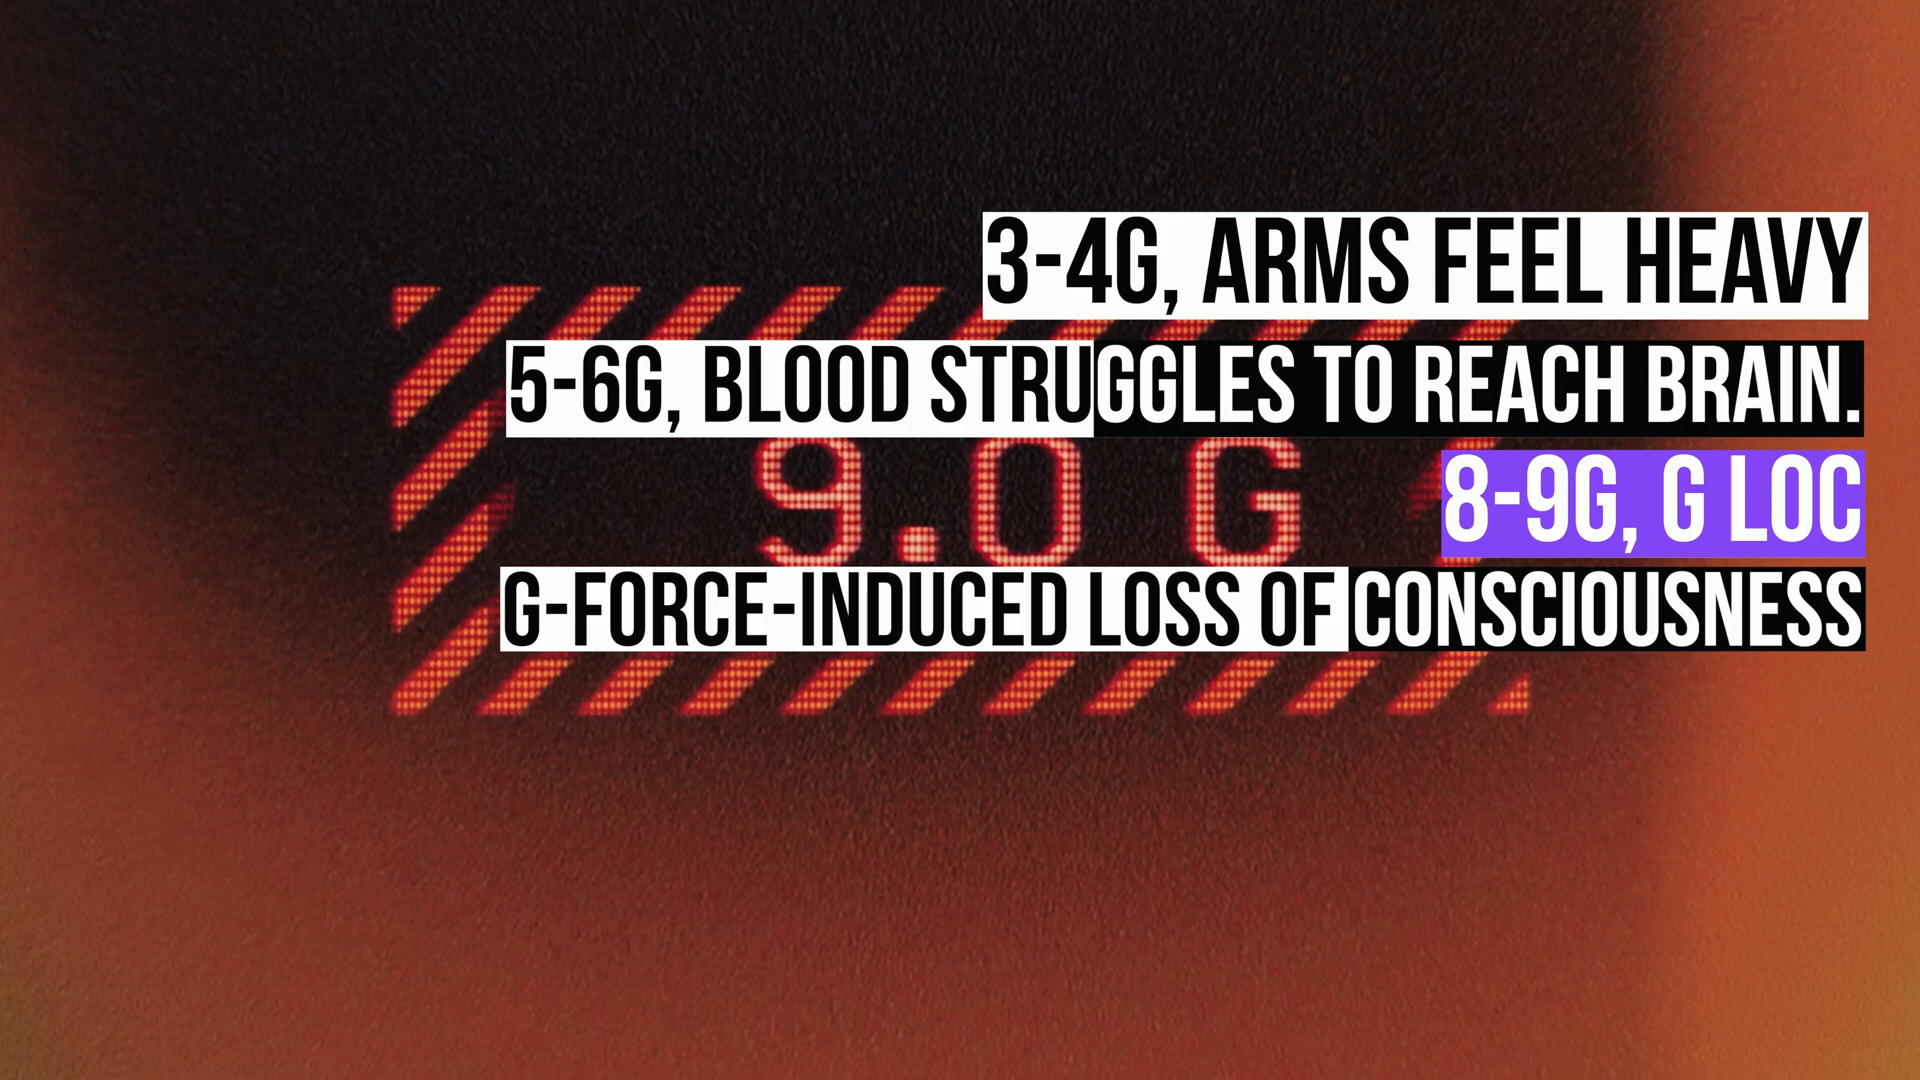 3-4G, ARMS FEEL HEAVY
5-6G, BLOOD STRUGGLES TO REACH BRAIN.
9.0 G
8-9G, G LOC
G-FORCE-INDUCED LOSS OF CONSCIOUSNESS